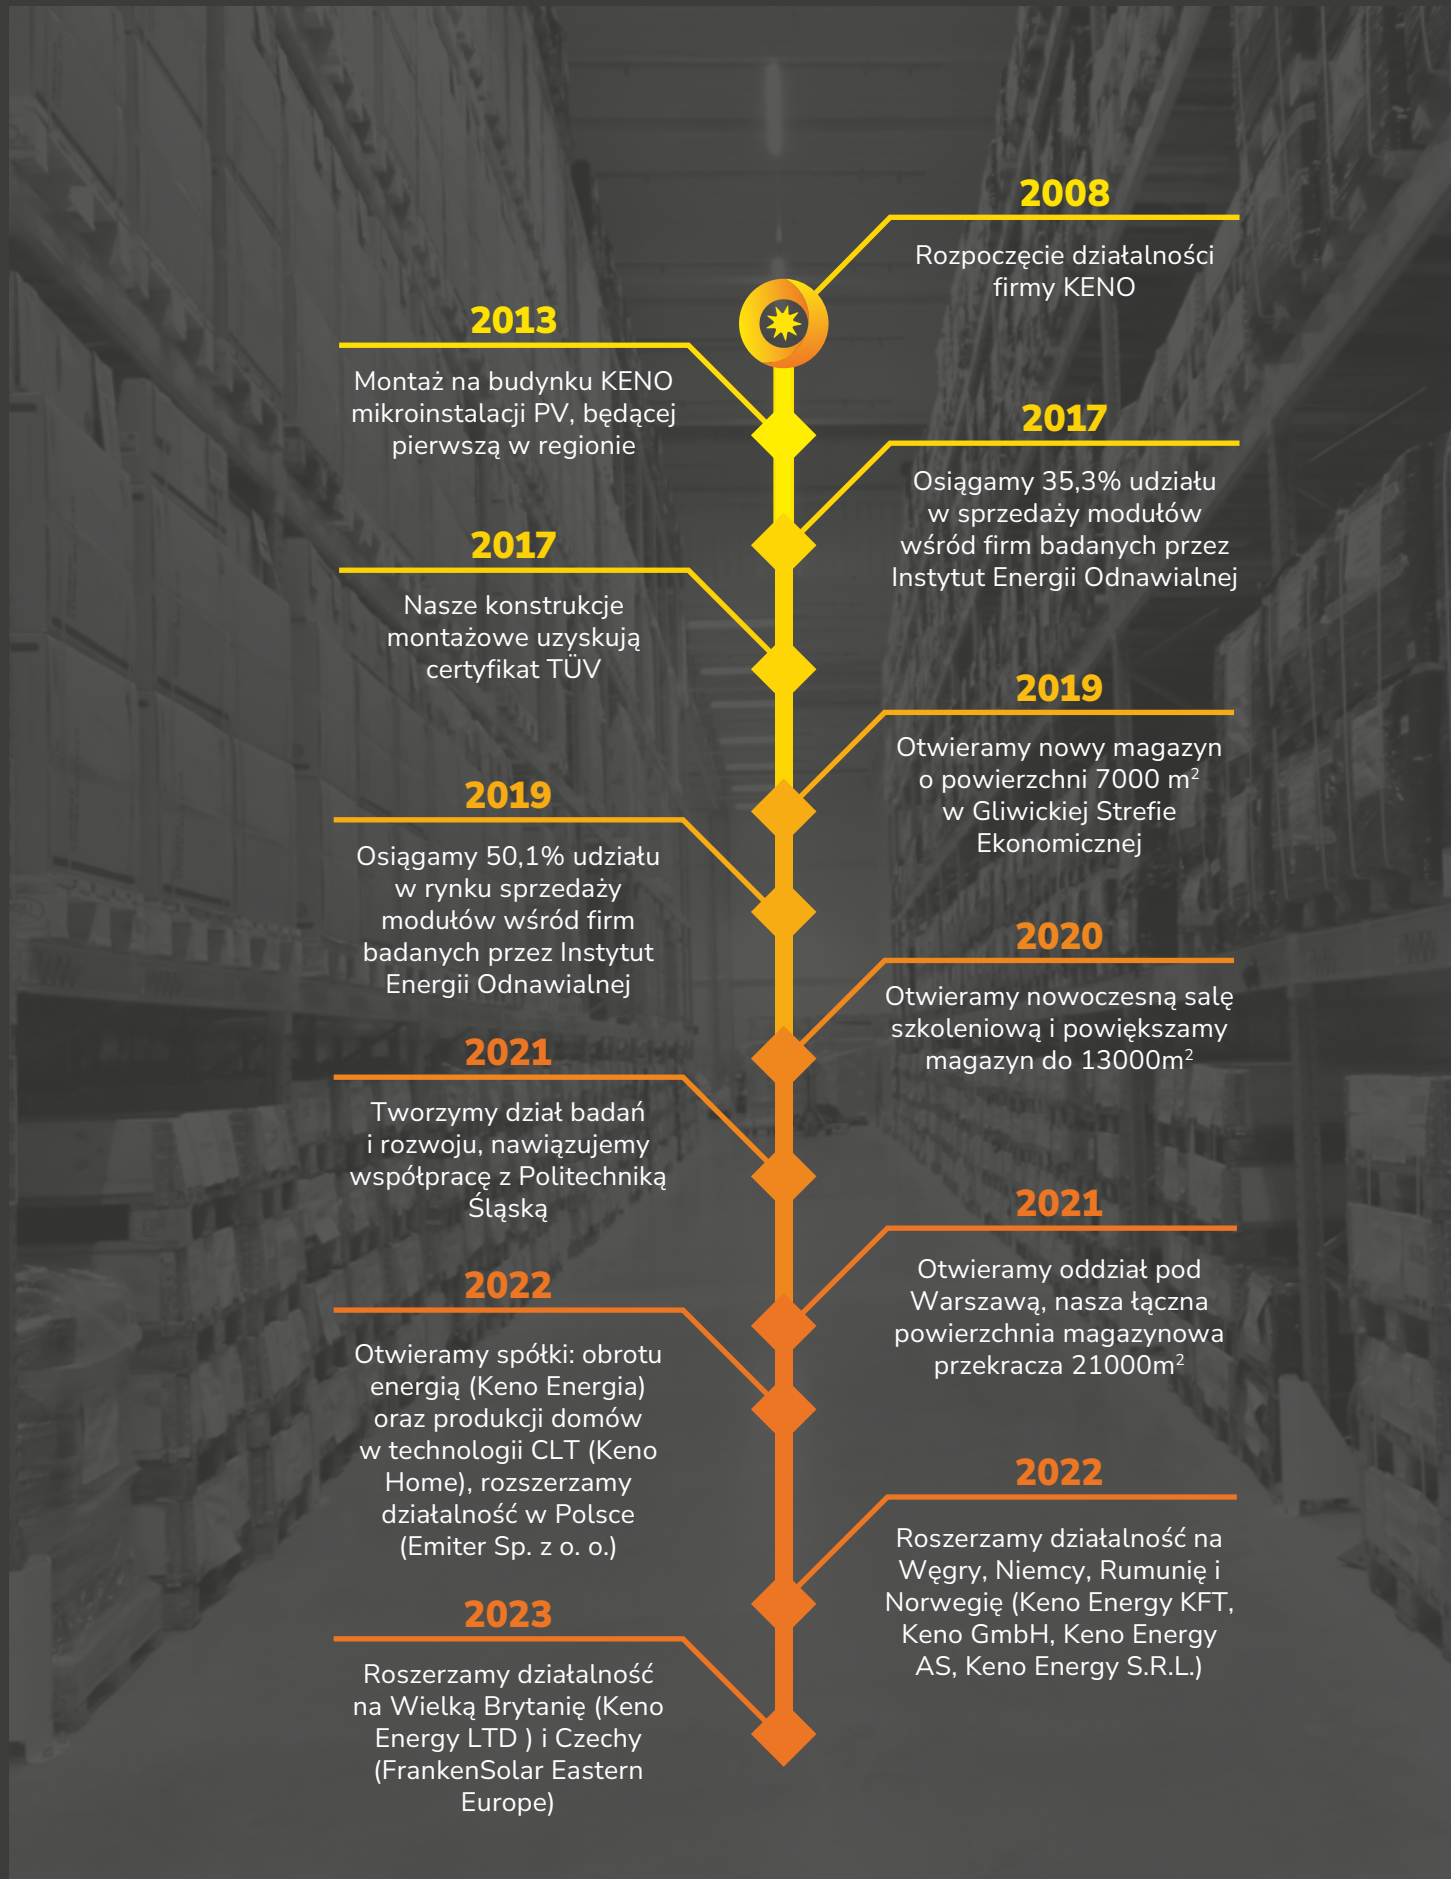 2008
Rozpoczęcie działalności
firmy KENO
2013
Montaż na budynku KENO
mikroinstalacji PV, będącej
pierwszą w regionie
2017
Osiągamy 35,3% udziału
w sprzedaży modułów
wśród firm badanych przez
Instytut Energii Odnawialnej
2017
Nasze konstrukcje
montażowe uzyskują
certyfikat TÜV
2019
Otwieramy nowy magazyn
o powierzchni 7000 m²
w Gliwickiej Strefie
Ekonomicznej
2019
Osiągamy 50,1% udziału
w rynku sprzedaży
modułów wśród firm
badanych przez Instytut
Energii Odnawialnej
2020
Otwieramy nowoczesną salę
szkoleniową i powiększamy
magazyn do 13000m²
2021
Tworzymy dział badań
i rozwoju, nawiązujemy
współpracę z Politechniką
Śląską
2021
Otwieramy oddział pod
Warszawą, nasza łączna
powierzchnia magazynowa
przekracza 21000m²
2022
Otwieramy spółki: obrotu
energią (Keno Energia)
oraz produkcji domów
w technologii CLT (Keno
Home), rozszerzamy
działalność w Polsce
(Emiter Sp. z o. o.)
2022
Roszerzamy działalność na
Węgry, Niemcy, Rumunię i
Norwegię (Keno Energy KFT,
Keno GmbH, Keno Energy
AS, Keno Energy S.R.L.)
2023
Roszerzamy działalność
na Wielką Brytanię (Keno
Energy LTD ) i Czechy
(FrankenSolar Eastern
Europe)